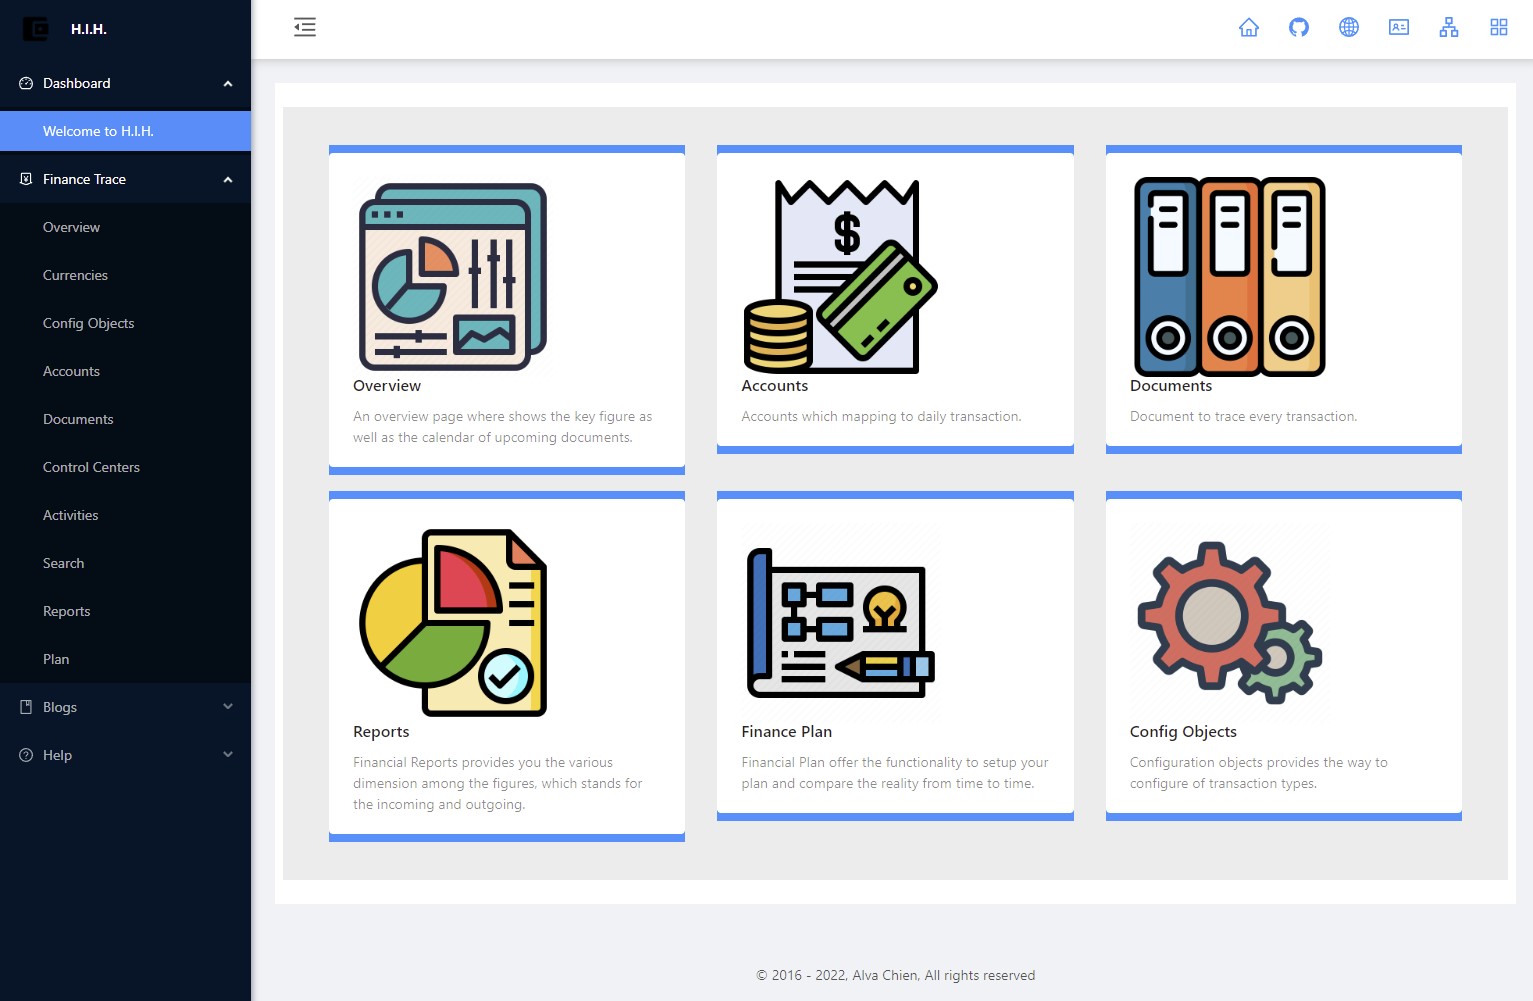 H.I.H.
Dashboard
Welcome to H.I.H.
Finance Trace
Overview
Currencies
Config Objects
Accounts
Documents
Control Centers
Activities
Search
Reports
Plan
Blogs
Help
Overview
An overview page where shows the key figure as
well as the calendar of upcoming documents.
$
Accounts
Accounts which mapping to daily transaction.
Documents
Document to trace every transaction.
Reports
Financial Reports provides you the various
dimension among the figures, which stands for
the incoming and outgoing.
Finance Plan
Financial Plan offer the functionality to setup your
plan and compare the reality from time to time.
Config Objects
Configuration objects provides the way to
configure of transaction types.
© 2016 - 2022, Alva Chien, All rights reserved